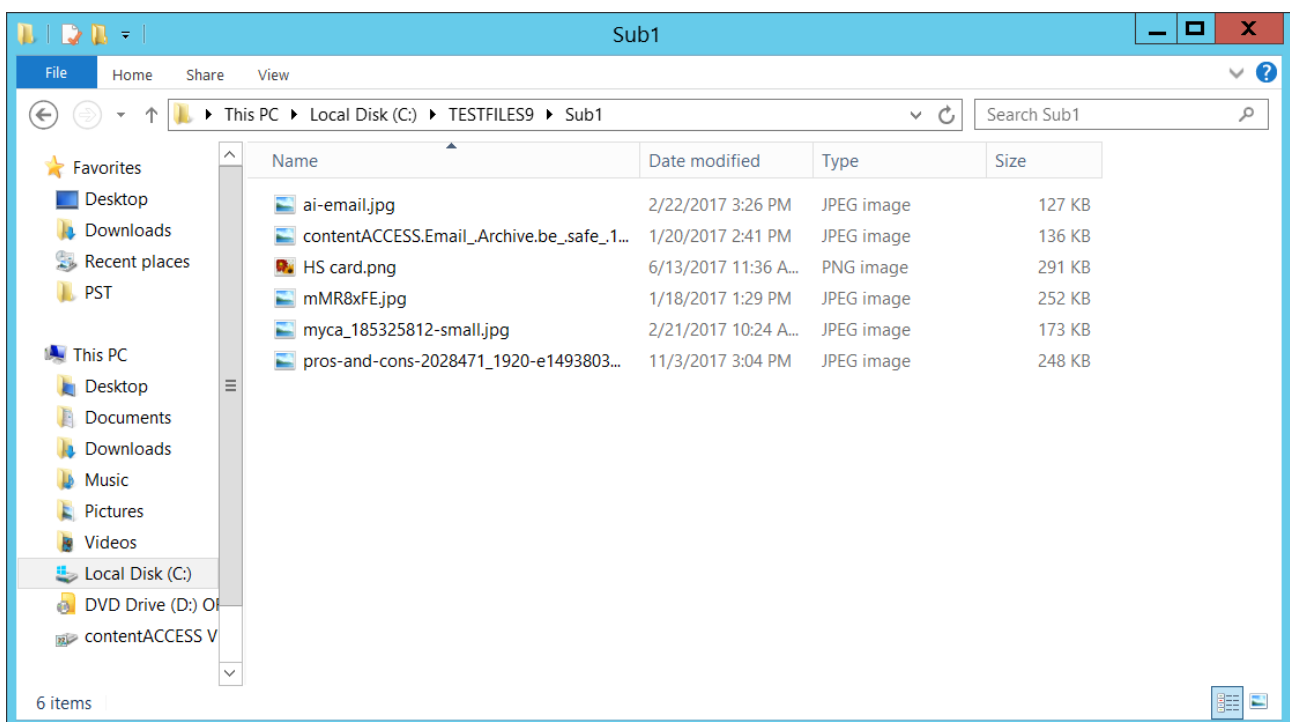 Sub1
X
File Home Share View
This PC Local Disk (C:) TESTFILES9 Sub1 Search Sub1
Name Date modified Type Size
Favorites
Desktop
Downloads
Recent places
PST
This PC
Desktop
Documents
Downloads
Music
Pictures
Videos
Local Disk (C:)
DVD Drive (D:) OF
contentACCESS V
ai-email.jpg 2/22/2017 3:26 PM JPEG image 127 KB
contentACCESS.Email_.Archive.be_.safe_.1... 1/20/2017 2:41 PM JPEG image 136 KB
HS card.png 6/13/2017 11:36 A... PNG image 291 KB
mMR8xFE.jpg 1/18/2017 1:29 PM JPEG image 252 KB
myca_185325812-small.jpg 2/21/2017 10:24 A... JPEG image 173 KB
pros-and-cons-2028471_1920-e1493803... 11/3/2017 3:04 PM JPEG image 248 KB
6 items